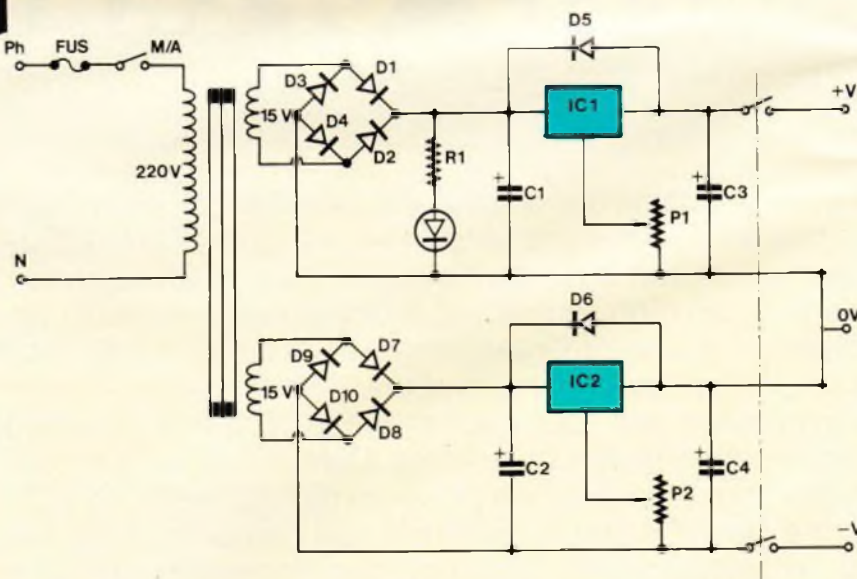 Ph FUS M/A
220V
N
15 V
D3 D1
D4 D2
R1
D5
IC1
+
C1
P1
+
C3
+V
0V
15 V
D9 D7
D10
D8
D6
IC2
+
C2
P2
+
C4
-V